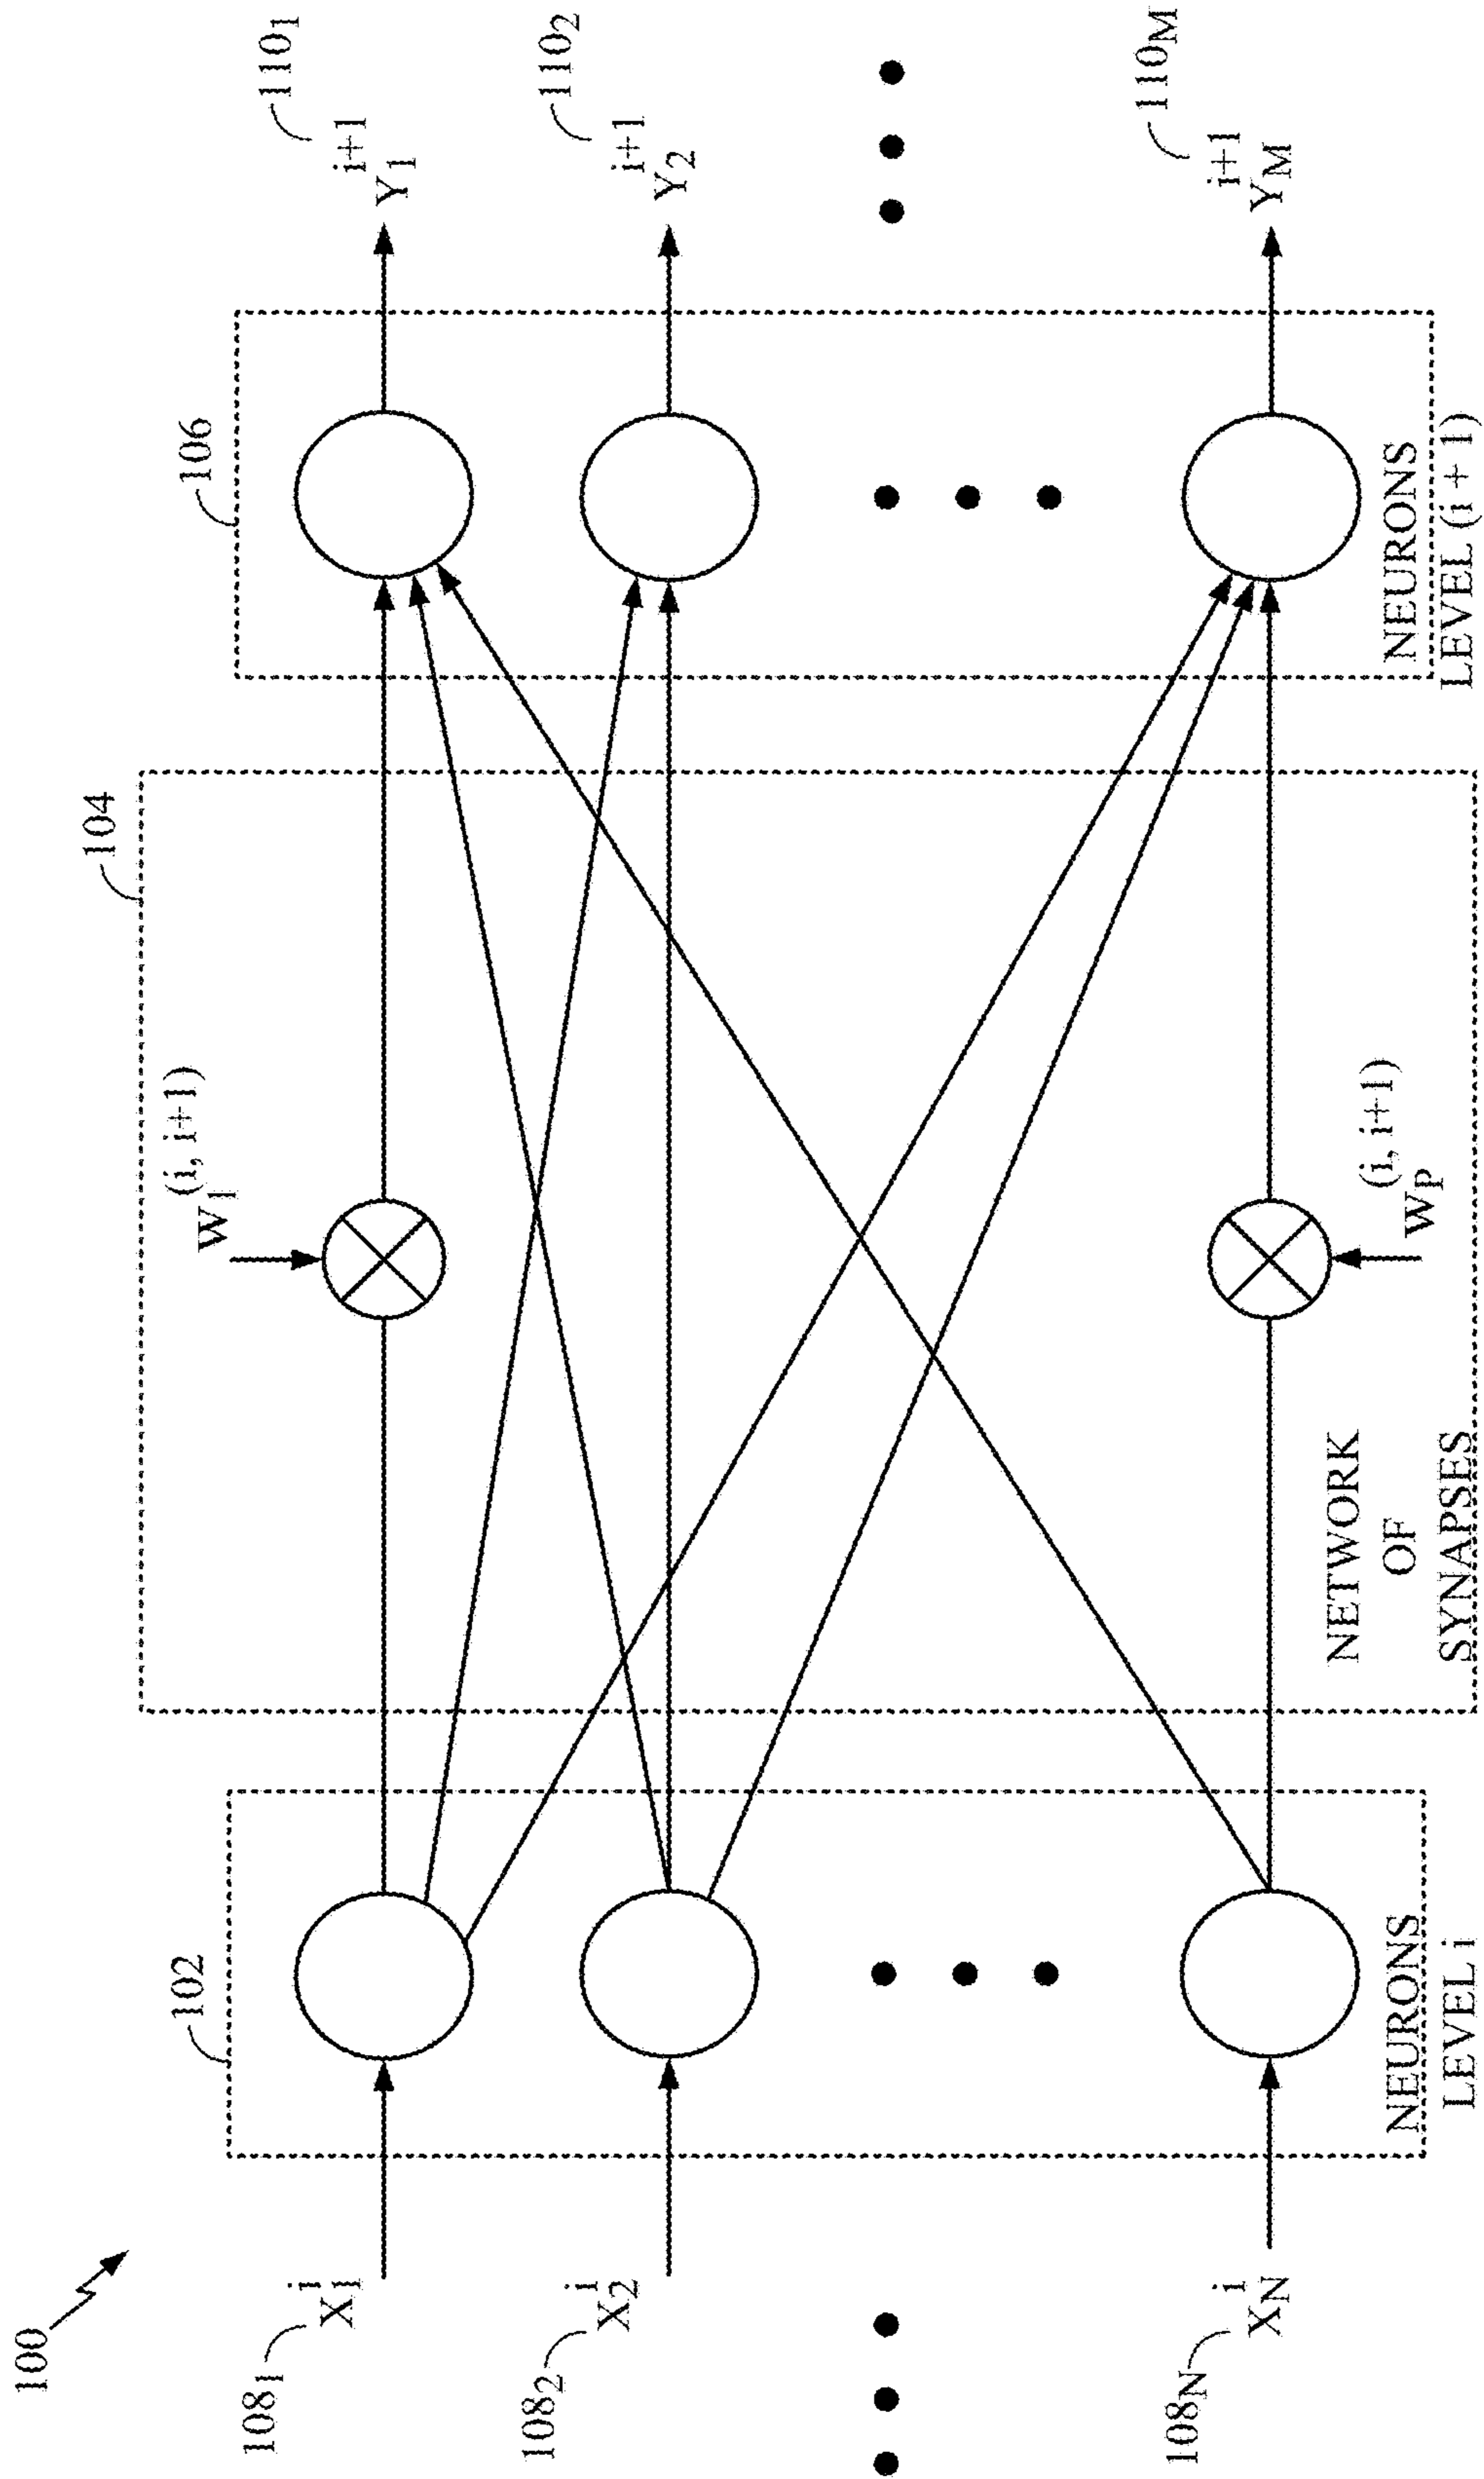 100
102
104
106
108₁
X₁ⁱ
108₂
X₂ⁱ
108_N
X_Nⁱ
W₁^(i, i+1)
W_P^(i, i+1)
110₁
Y₁^i+1
110₂
Y₂^i+1
110_M
Y_M^i+1
NEURONS
LEVEL i
NETWORK
OF
SYNAPSES
NEURONS
LEVEL (i + 1)